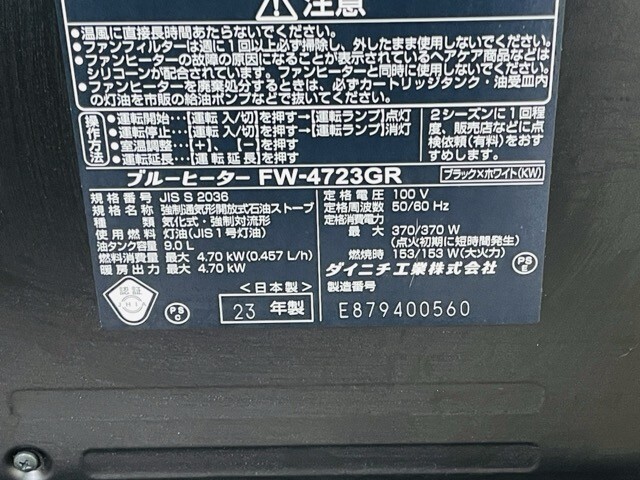 注意
●温風に直接長時間あたらないでください。
●ファンフィルターは週に1回以上必ず掃除し、外したまま使用しないでください。
●ファンヒーターの故障の原因になることが表示されているヘアケア商品などは
シリコーンが配合されています。ファンヒーターと同時に使用しないでください。
●ファンヒーターを廃棄処分するときは、必ずカートリッジタンク・油受皿内
の灯油を市販の給油ポンプなどで抜いてください。
操作方法
●運転開始…[運転 入/切]を押す→[運転ランプ]点灯
●運転停止…[運転 入/切]を押す→[運転ランプ]消灯
●室温調整…[+]、[-]を押す
●運転延長…[運転延長]を押す
2シーズンに1回程
度、販売店などに点
検依頼(有料)をおす
すめします。
ブルーヒーター FW-4723GR ブラック×ホワイト(KW)
規格番号 JIS S 2036
規格名称 強制通気形開放式石油ストーブ
種類 気化式・強制対流形
使用燃料 灯油(JIS1号灯油)
油タンク容量 9.0 L
燃料消費量 最大 4.70 kW (0.457 L/h)
暖房出力 最大 4.70 kW
定格電圧 100 V
定格周波数 50/60 Hz
定格消費電力
最大 370/370 W
(点火初期に短時間発生)
燃焼時 153/153 W(大火力)
ダイニチ工業株式会社
PS
E
製造番号
E879400560
<日本製>
23 年製
認証
JHIA
PS
C